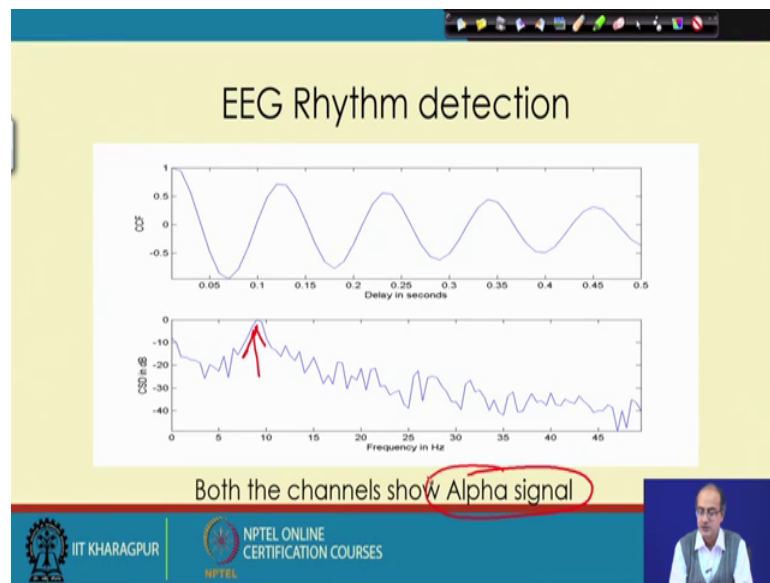 EEG Rhythm detection
1
0.5
0
-0.5
CCF
0.05 0.1 0.15 0.2 0.25 0.3 0.35 0.4 0.45 0.5
Delay in seconds
0
-10
-20
-30
-40
CSD in dB
0 5 10 15 20 25 30 35 40 45
Frequency in Hz
Both the channels show Alpha signal
IIT KHARAGPUR
NPTEL
NPTEL ONLINE
CERTIFICATION COURSES